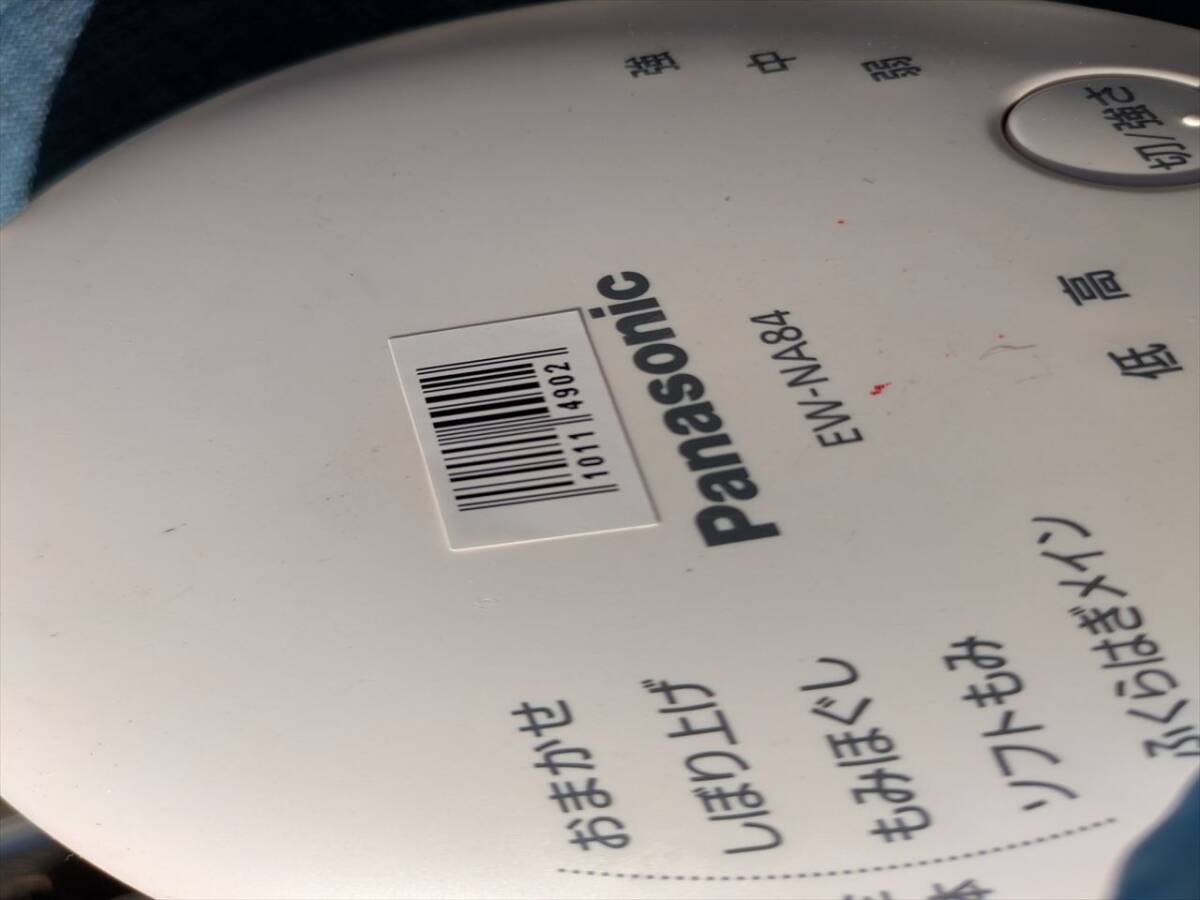 強
中
弱
切/強さ
1011 4902
Panasonic
EW-NA84
高
低
おまかせ
しぼり上げ
もみほぐし
ソフトもみ
ふくらはぎメイン